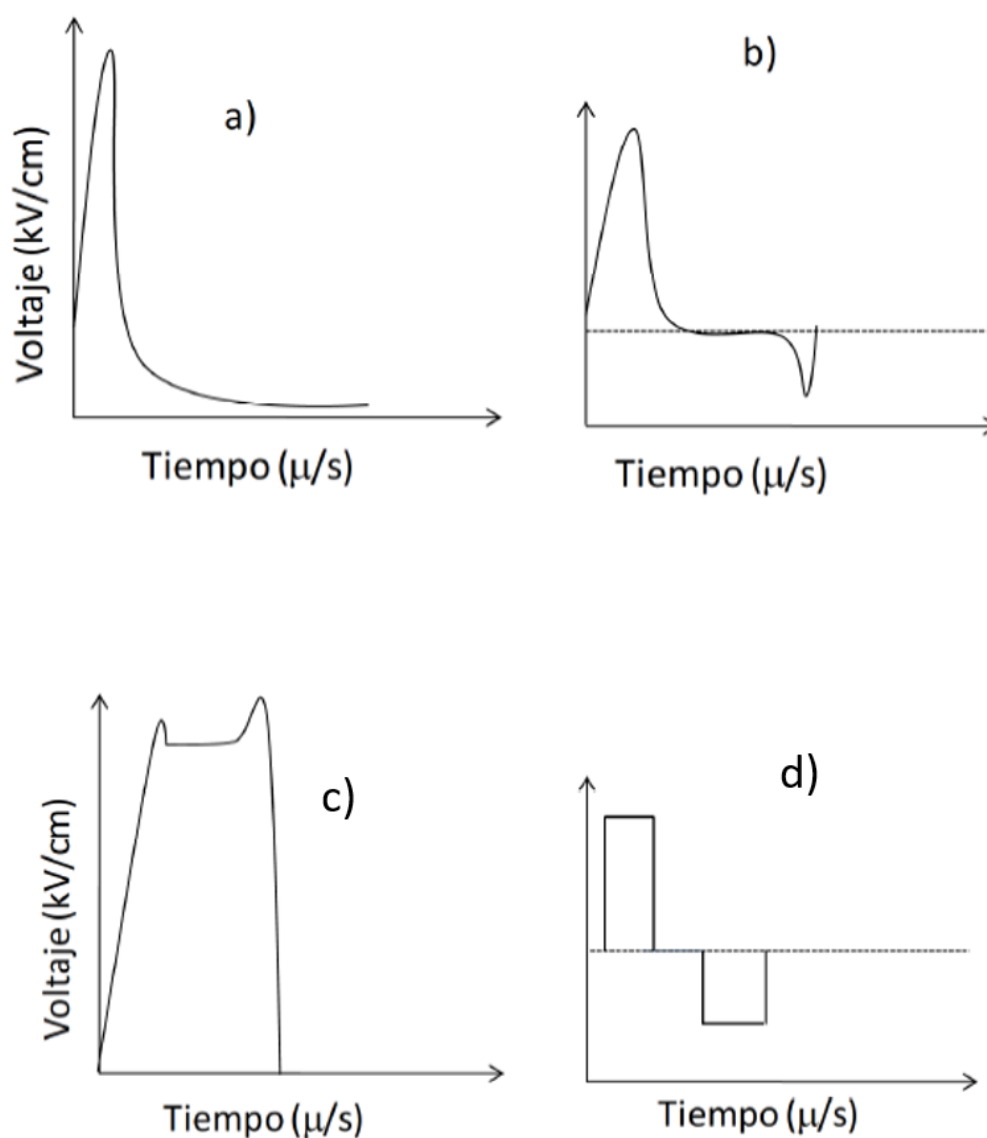 a)
Voltaje (kV/cm)
Tiempo (μ/s)
b)
Tiempo (μ/s)
c)
Voltaje (kV/cm)
Tiempo (μ/s)
d)
Tiempo (μ/s)